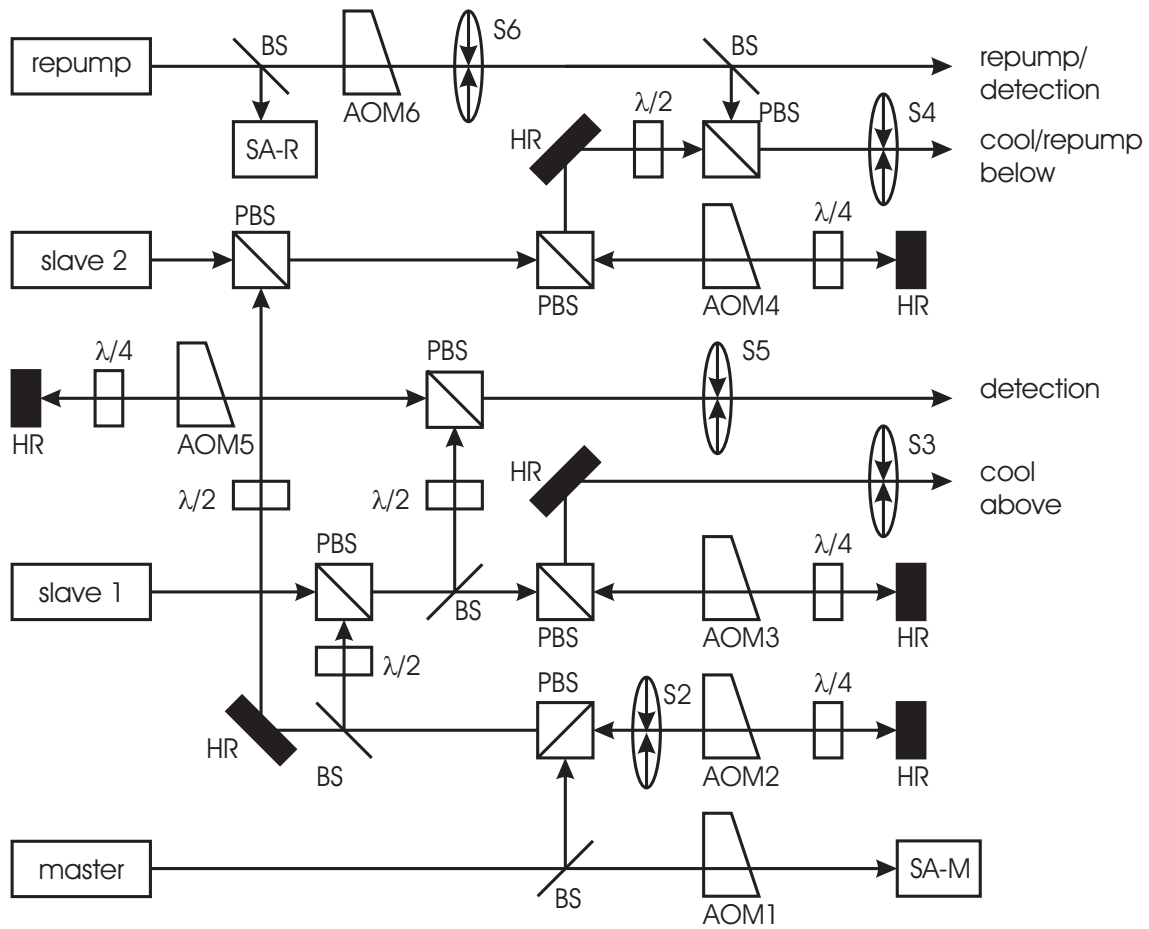 repump
BS
AOM6
S6
BS
repump/
detection
SA-R
HR
λ/2
PBS
S4
cool/repump
below
slave 2
PBS
PBS
AOM4
λ/4
HR
HR
λ/4
AOM5
PBS
S5
detection
λ/2
λ/2
HR
S3
cool
above
slave 1
PBS
BS
PBS
AOM3
λ/4
HR
λ/2
HR
BS
PBS
S2
AOM2
λ/4
HR
master
BS
AOM1
SA-M